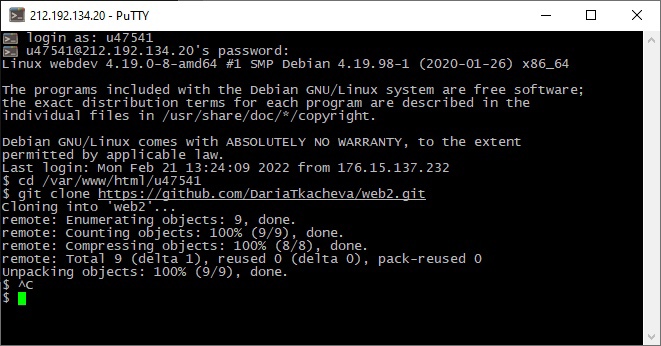 212.192.134.20 - PuTTY
login as: u47541
u47541@212.192.134.20's password:
Linux webdev 4.19.0-8-amd64 #1 SMP Debian 4.19.98-1 (2020-01-26) x86_64
The programs included with the Debian GNU/Linux system are free software;
the exact distribution terms for each program are described in the
individual files in /usr/share/doc/*/copyright.
Debian GNU/Linux comes with ABSOLUTELY NO WARRANTY, to the extent
permitted by applicable law.
Last login: Mon Feb 21 13:24:09 2022 from 176.15.137.232
$ cd /var/www/html/u47541
$ git clone https://github.com/DariaTkacheva/web2.git
Cloning into 'web2'...
remote: Enumerating objects: 9, done.
remote: Counting objects: 100% (9/9), done.
remote: Compressing objects: 100% (8/8), done.
remote: Total 9 (delta 1), reused 0 (delta 0), pack-reused 0
Unpacking objects: 100% (9/9), done.
$ ^C
$